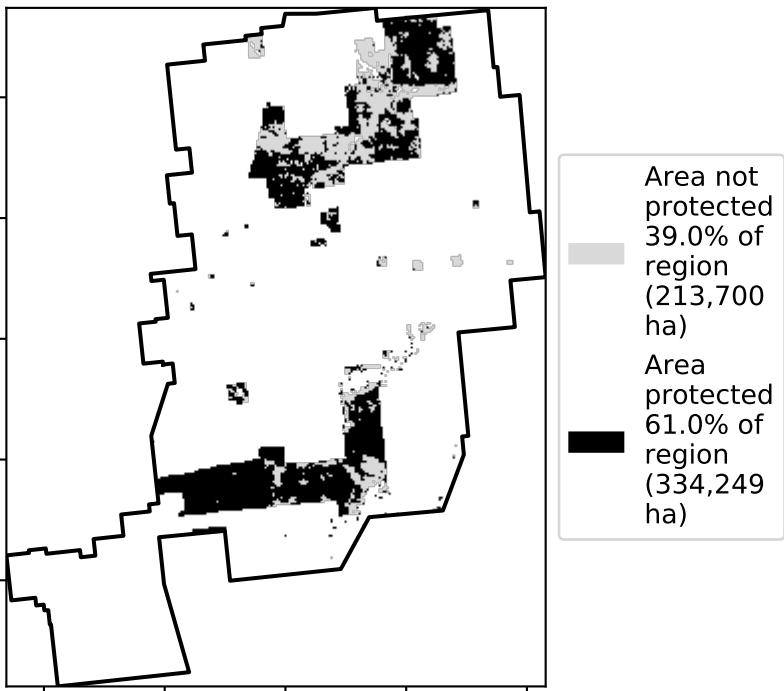 Area not
protected
39.0% of
region
(213,700
ha)
Area
protected
61.0% of
region
(334,249
ha)